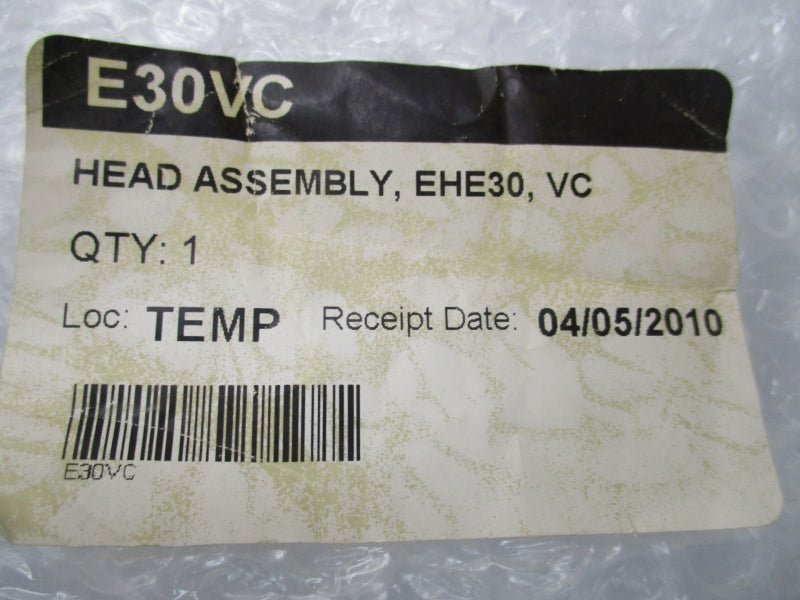 E30VC
HEAD ASSEMBLY, EHE30, VC
QTY: 1
Loc: TEMP Receipt Date: 04/05/2010
E30VC